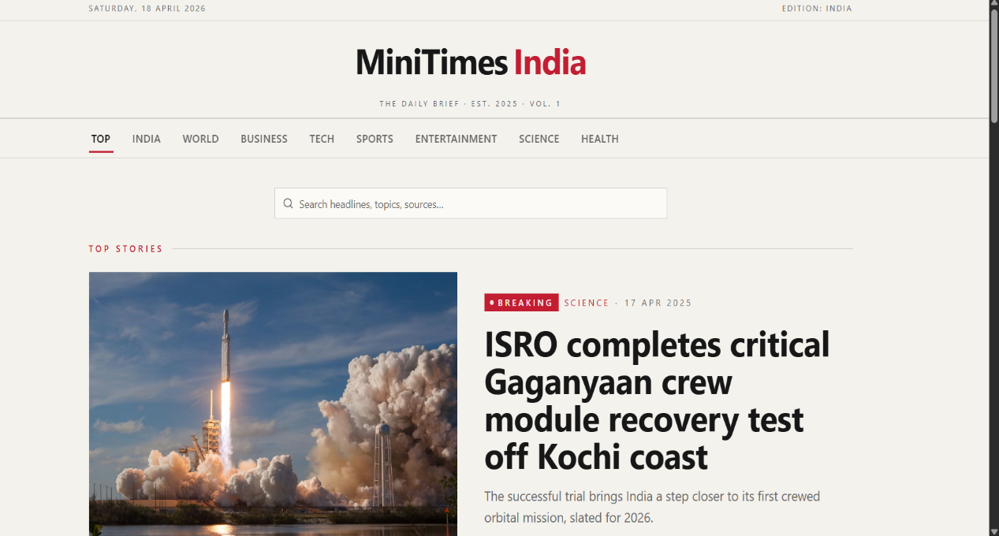 SATURDAY, 18 APRIL 2026
EDITION: INDIA
MiniTimes India
THE DAILY BRIEF · EST. 2025 · VOL. 1
TOP INDIA WORLD BUSINESS TECH SPORTS ENTERTAINMENT SCIENCE HEALTH
Search headlines, topics, sources...
TOP STORIES
BREAKING SCIENCE · 17 APR 2025
ISRO completes critical
Gaganyaan crew
module recovery test
off Kochi coast
The successful trial brings India a step closer to its first crewed
orbital mission, slated for 2026.